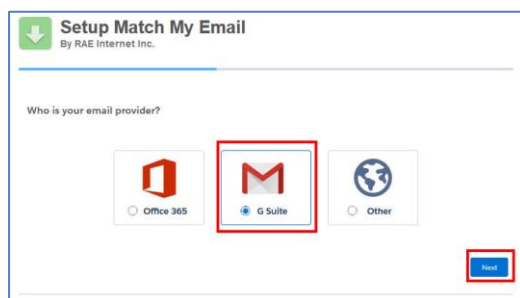 Setup Match My Email
By RAE Internet Inc.
Who is your email provider?
Office 365
G Suite
Other
Next